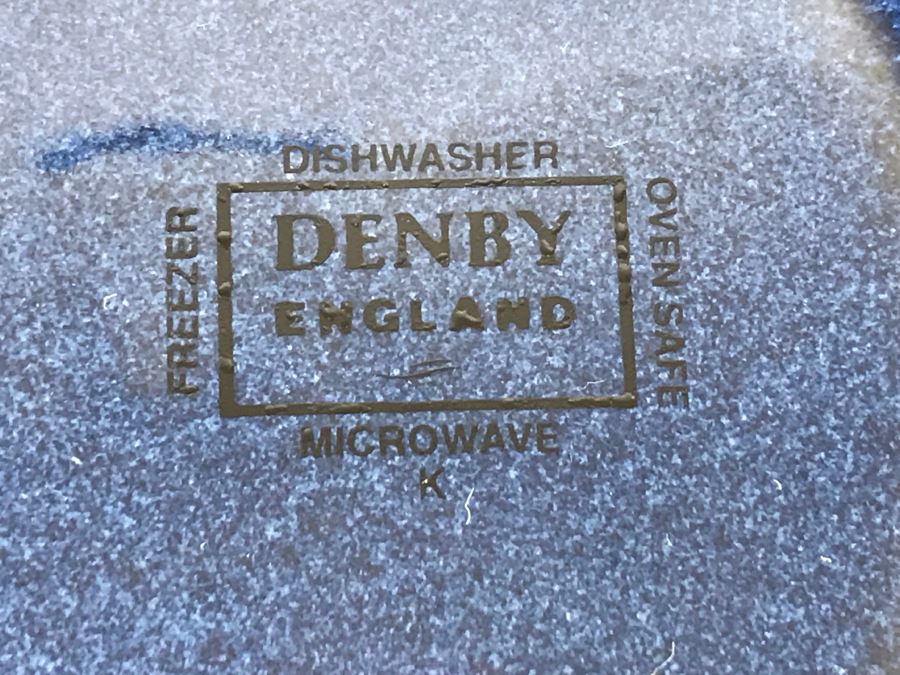 DISHWASHER
FREEZER
DENBY
ENGLAND
OVEN SAFE
MICROWAVE
K